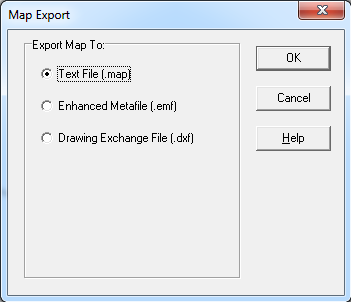 Map Export
Export Map To:
Text File (.map)
Enhanced Metafile (.emf)
Drawing Exchange File (.dxf)
OK
Cancel
Help